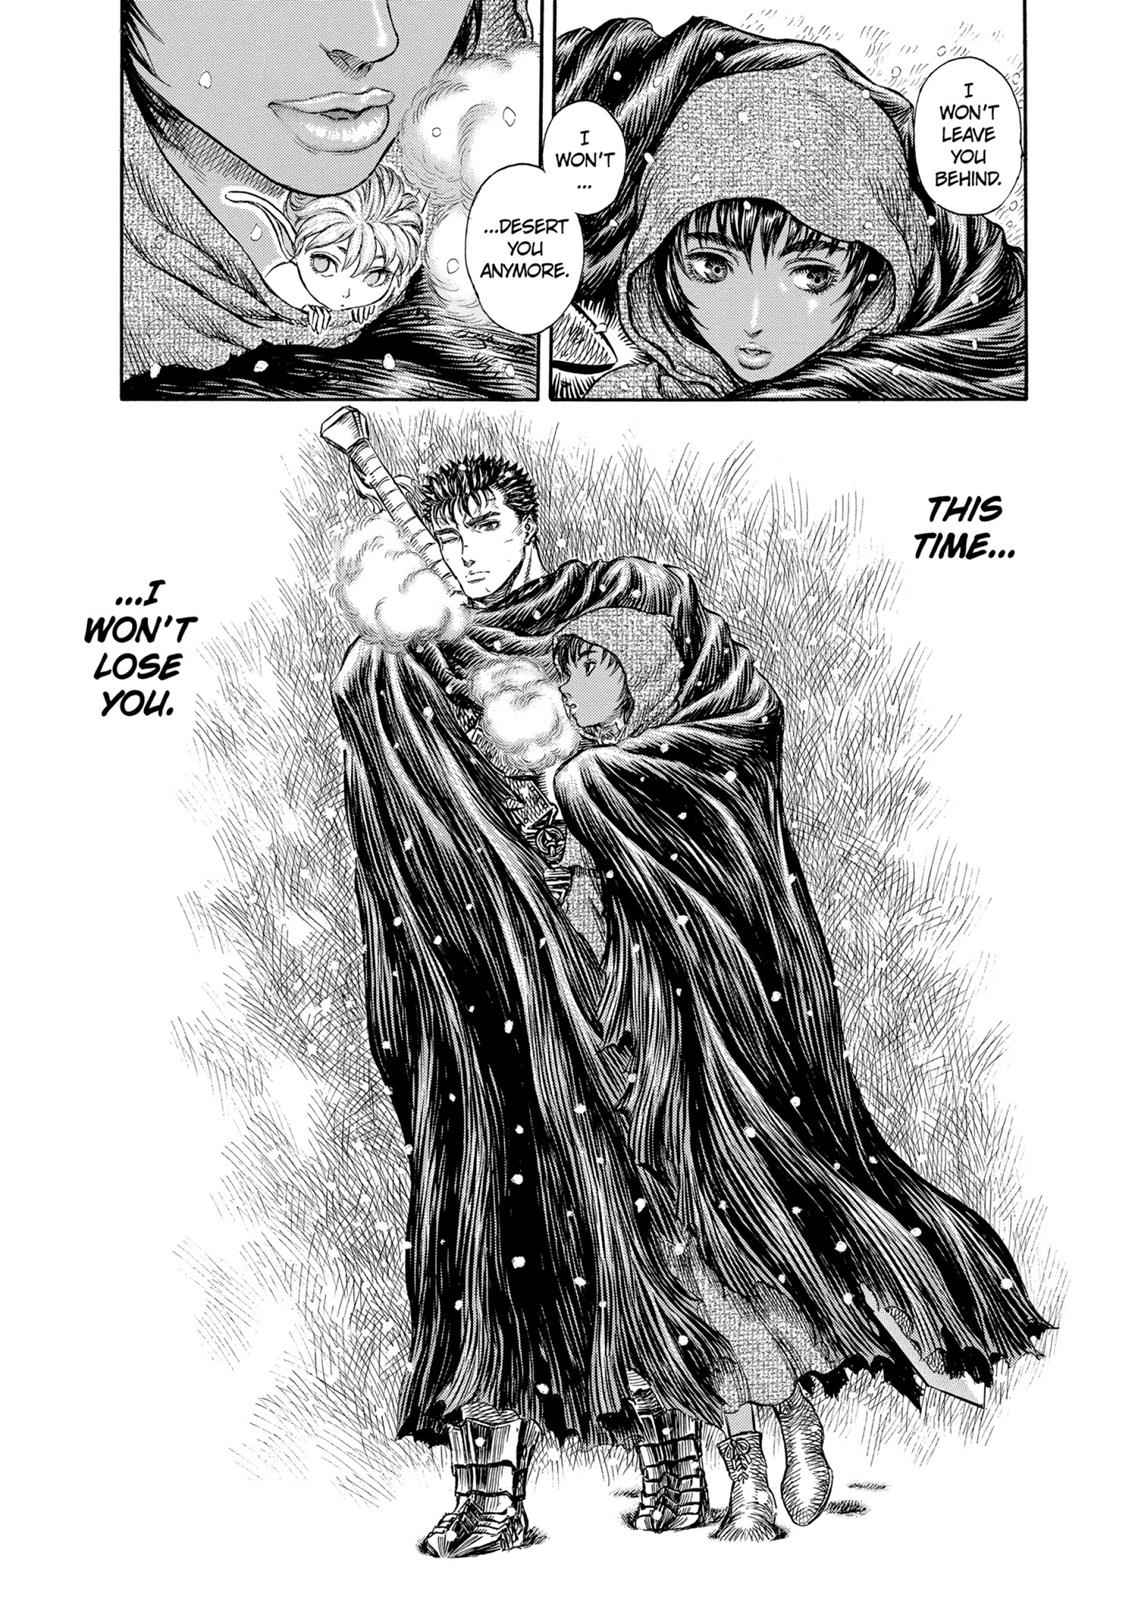 I
WON'T
LEAVE
YOU
BEHIND.
I
WON'T
...
...DESERT
YOU
ANYMORE.
THIS
TIME...
...I
WON'T
LOSE
YOU.